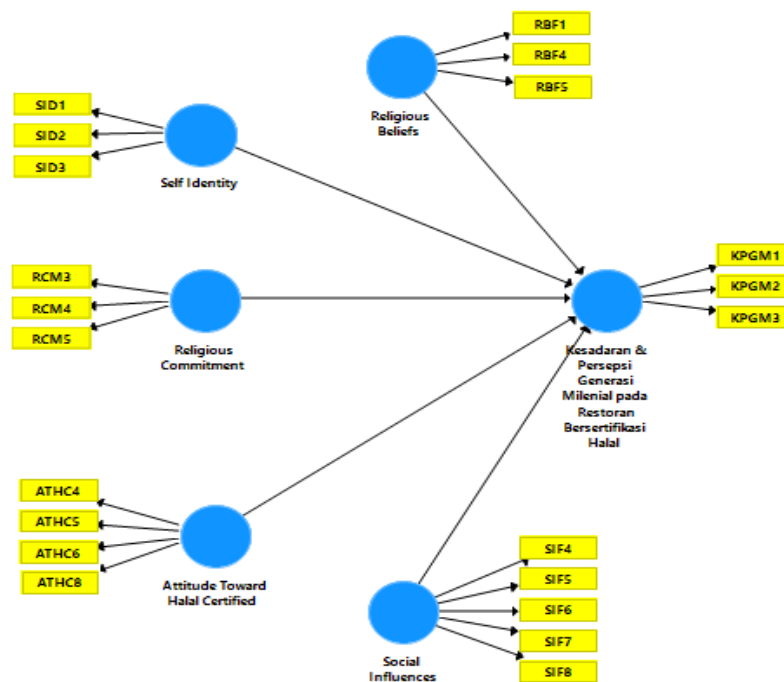 RBF1
RBF4
RBF5
Religious
Beliefs
SID1
SID2
SID3
Self Identity
RCM3
RCM4
RCM5
Religious
Commitment
KPGM1
KPGM2
KPGM3
Kesadaran &
Persepsi
Generasi
Milenial pada
Restoran
Bersertifikasi
Halal
ATHC4
ATHC5
ATHC6
ATHC8
Attitude Toward
Halal Certified
SIF4
SIF5
SIF6
SIF7
SIF8
Social
Influences